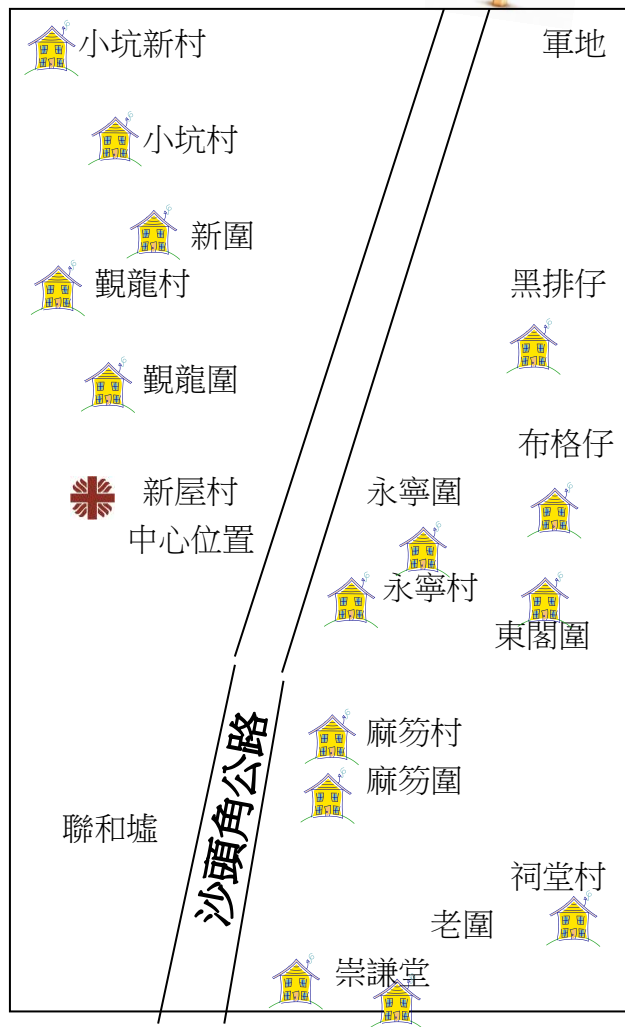 小坑新村
軍地
小坑村
新圍
覲龍村
黑排仔
覲龍圍
布格仔
新屋村
中心位置
永寧圍
永寧村
東閣圍
沙頭角公路
麻笏村
麻笏圍
聯和墟
祠堂村
老圍
崇謙堂